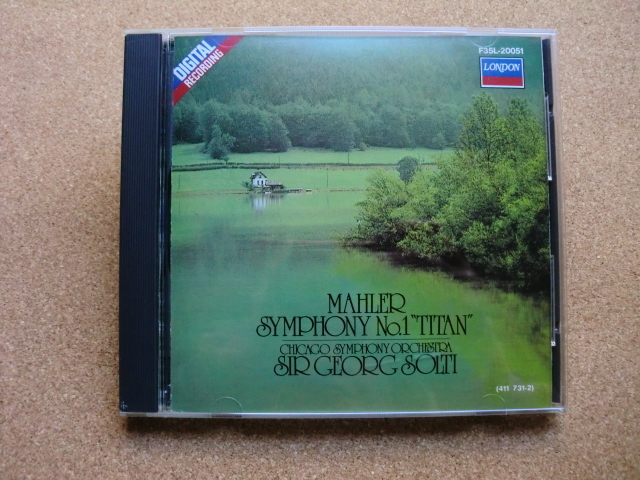 DIGITAL
RECORDING
F35L-20051
LONDON
MAHLER
SYMPHONY No.1 "TITAN"
CHICAGO SYMPHONY ORCHESTRA
SIR GEORG SOLTI
(411 731-2)